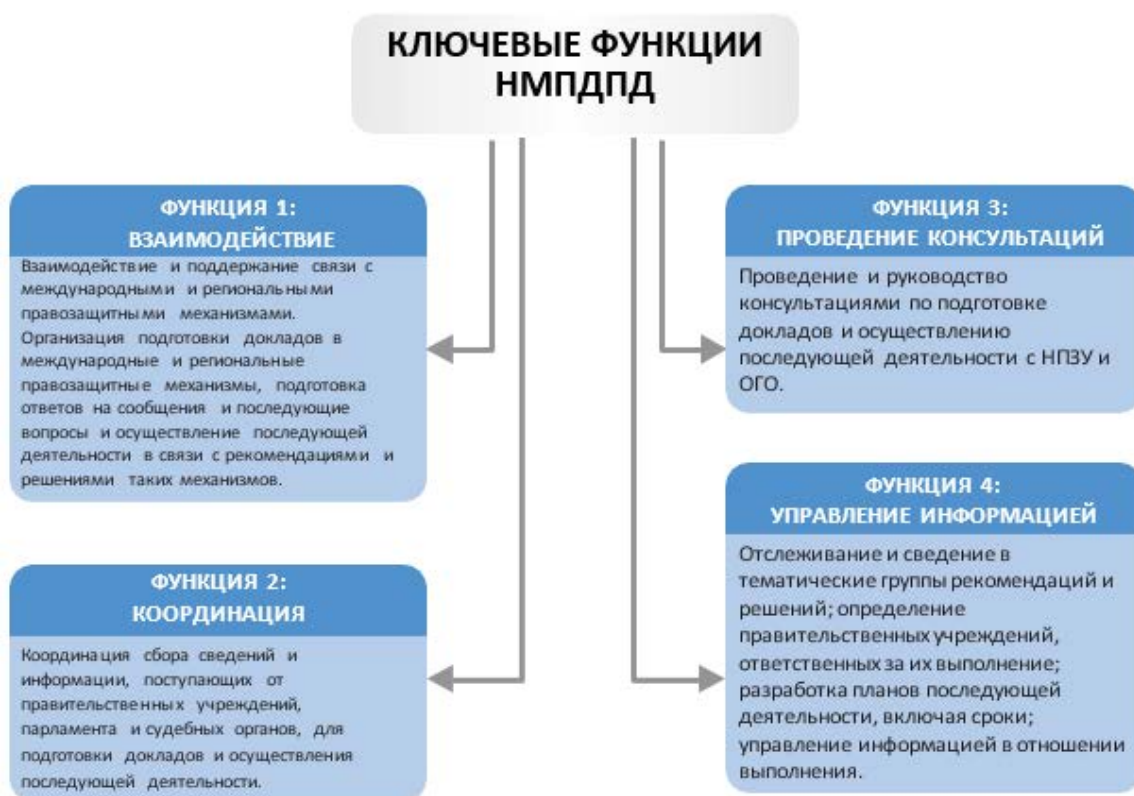 КЛЮЧЕВЫЕ ФУНКЦИИ
НМПДПД
ФУНКЦИЯ 1:
ВЗАИМОДЕЙСТВИЕ
Взаимодействие и поддержание связи с
международными и региональными
правозащитными механизмами.
Организация подготовки докладов в
международные и региональные
правозащитные механизмы, подготовка
ответов на сообщения и последующие
вопросы и осуществление последующей
деятельности в связи с рекомендациями и
решениями таких механизмов.
ФУНКЦИЯ 2:
КООРДИНАЦИЯ
Координация сбора сведений и
информации, поступающих от
правительственных учреждений,
парламента и судебных органов, для
подготовки докладов и осуществления
последующей деятельности.
ФУНКЦИЯ 3:
ПРОВЕДЕНИЕ КОНСУЛЬТАЦИЙ
Проведение и руководство
консультациями по подготовке
докладов и осуществлению
последующей деятельности с НПЗУ и
ОГО.
ФУНКЦИЯ 4:
УПРАВЛЕНИЕ ИНФОРМАЦИЕЙ
Отслеживание и сведение в
тематические группы рекомендаций и
решений; определение
правительственных учреждений,
ответственных за их выполнение;
разработка планов последующей
деятельности, включая сроки;
управление информацией в отношении
выполнения.